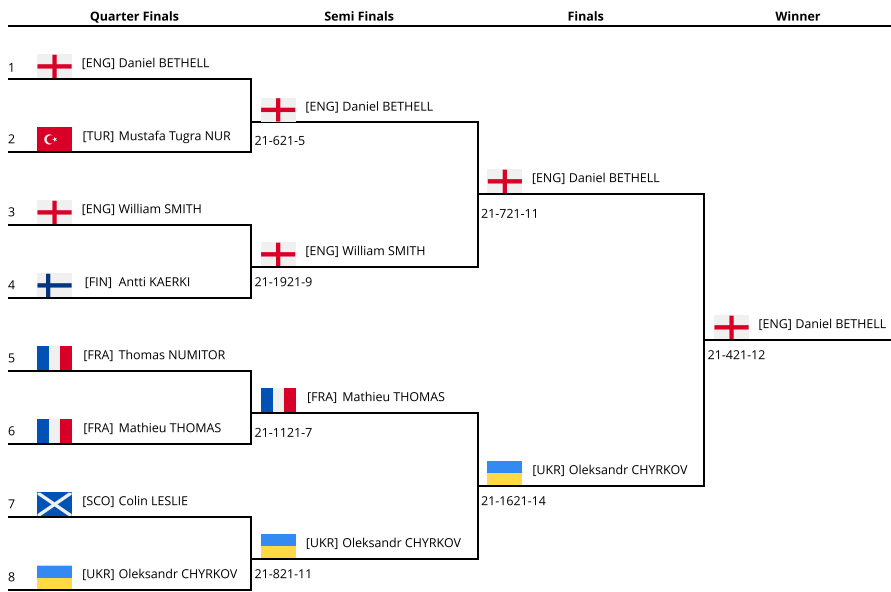 Quarter Finals Semi Finals Finals Winner
1 [ENG] Daniel BETHELL
[ENG] Daniel BETHELL
2 [TUR] Mustafa Tugra NUR
21-621-5
[ENG] Daniel BETHELL
3 [ENG] William SMITH
21-721-11
[ENG] William SMITH
4 [FIN] Antti KAERKI
21-1921-9
[ENG] Daniel BETHELL
5 [FRA] Thomas NUMITOR
21-421-12
[FRA] Mathieu THOMAS
6 [FRA] Mathieu THOMAS
21-1121-7
[UKR] Oleksandr CHYRKOV
7 [SCO] Colin LESLIE
21-1621-14
[UKR] Oleksandr CHYRKOV
8 [UKR] Oleksandr CHYRKOV
21-821-11